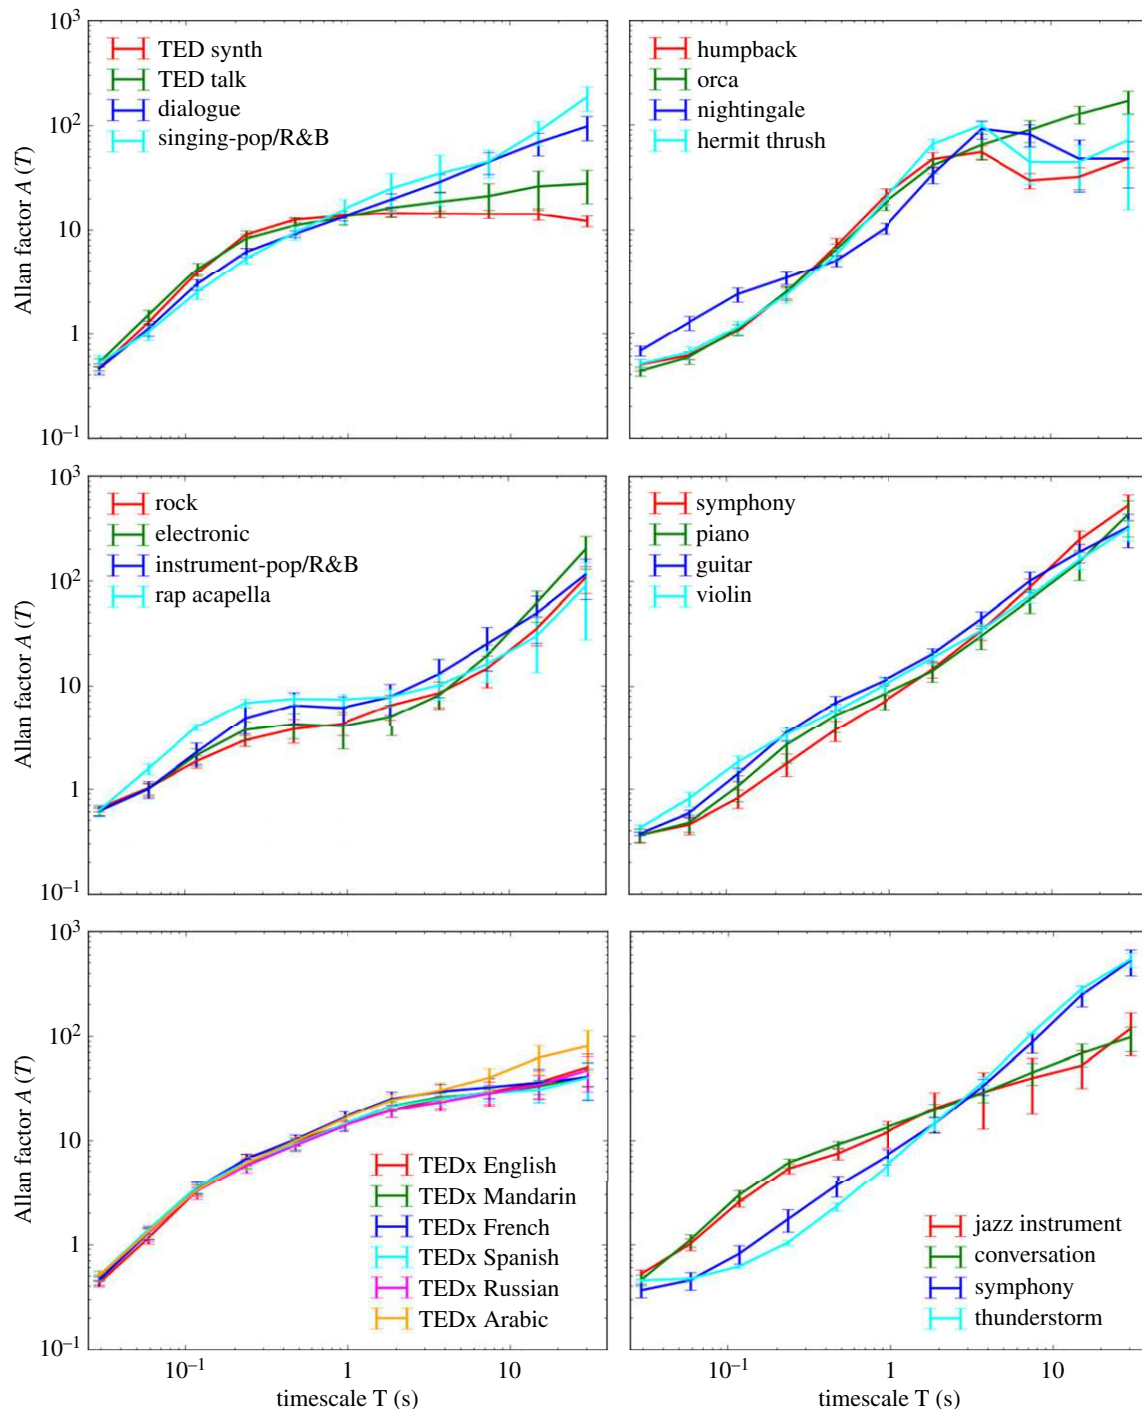 10³
10²
10
1
10⁻¹
Allan factor A (T)
TED synth
TED talk
dialogue
singing-pop/R&B
humpback
orca
nightingale
hermit thrush
10³
10²
10
1
10⁻¹
Allan factor A (T)
rock
electronic
instrument-pop/R&B
rap acapella
symphony
piano
guitar
violin
10³
10²
10
1
10⁻¹
Allan factor A (T)
TEDx English
TEDx Mandarin
TEDx French
TEDx Spanish
TEDx Russian
TEDx Arabic
jazz instrument
conversation
symphony
thunderstorm
10⁻¹ 1 10
timescale T (s)
10⁻¹ 1 10
timescale T (s)